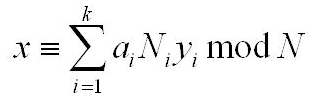 x ≡ ∑_{i=1}^{k} a_i N_i y_i mod N